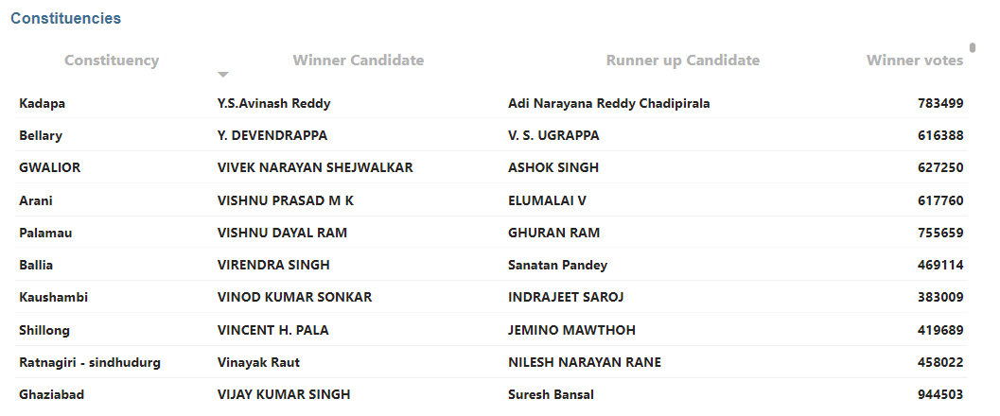 Constituencies
Constituency Winner Candidate Runner up Candidate Winner votes
Kadapa Y.S.Avinash Reddy Adi Narayana Reddy Chadipirala 783499
Bellary Y. DEVENDRAPPA V. S. UGRAPPA 616388
GWALIOR VIVEK NARAYAN SHEJWALKAR ASHOK SINGH 627250
Arani VISHNU PRASAD M K ELUMALAI V 617760
Palamau VISHNU DAYAL RAM GHURAN RAM 755659
Ballia VIRENDRA SINGH Sanatan Pandey 469114
Kaushambi VINOD KUMAR SONKAR INDRAJEET SAROJ 383009
Shillong VINCENT H. PALA JEMINO MAWTHOH 419689
Ratnagiri - sindhudurg Vinayak Raut NILESH NARAYAN RANE 458022
Ghaziabad VIJAY KUMAR SINGH Suresh Bansal 944503